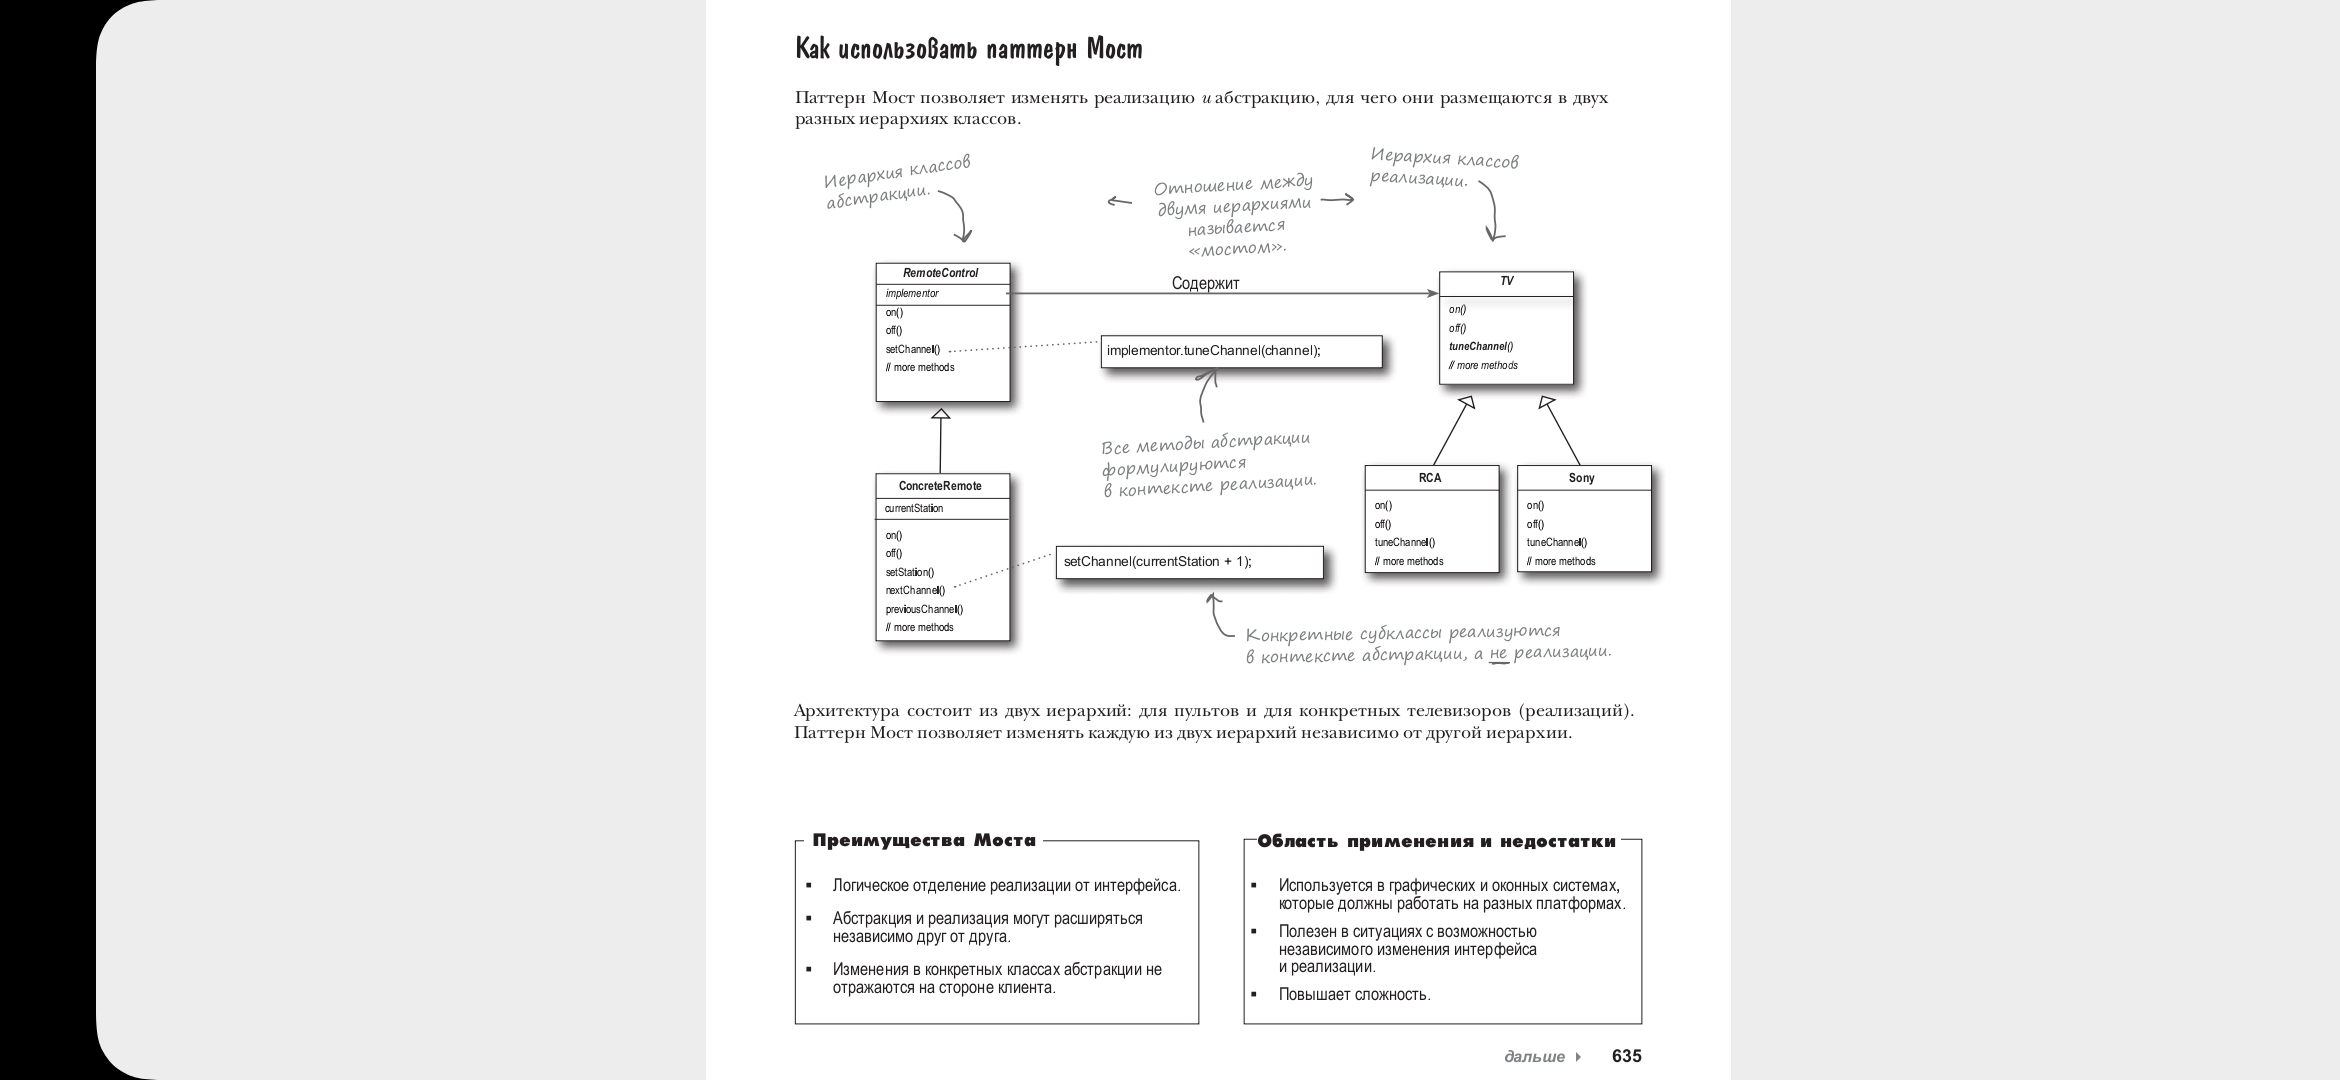 Как использовать паттерн Мост
Паттерн Мост позволяет изменять реализацию и абстракцию, для чего они размещаются в двух
разных иерархиях классов.
Иерархия классов
абстракции.
Отношение между
двумя иерархиями
называется
«мостом».
Иерархия классов
реализации.
RemoteControl
implementor
on()
off()
setChannel()
// more methods
Содержит
TV
on()
off()
tuneChannel()
// more methods
implementor.tuneChannel(channel);
Все методы абстракции
формулируются
в контексте реализации.
ConcreteRemote
currentStation
on()
off()
setStation()
nextChannel()
previousChannel()
// more methods
setChannel(currentStation + 1);
RCA
on()
off()
tuneChannel()
// more methods
Sony
on()
off()
tuneChannel()
// more methods
Конкретные субклассы реализуются
в контексте абстракции, а не реализации.
Архитектура состоит из двух иерархий: для пультов и для конкретных телевизоров (реализаций).
Паттерн Мост позволяет изменять каждую из двух иерархий независимо от другой иерархии.
Преимущества Моста
▪ Логическое отделение реализации от интерфейса.
▪ Абстракция и реализация могут расширяться
независимо друг от друга.
▪ Изменения в конкретных классах абстракции не
отражаются на стороне клиента.
Область применения и недостатки
▪ Используется в графических и оконных системах,
которые должны работать на разных платформах.
▪ Полезен в ситуациях с возможностью
независимого изменения интерфейса
и реализации.
▪ Повышает сложность.
дальше 635